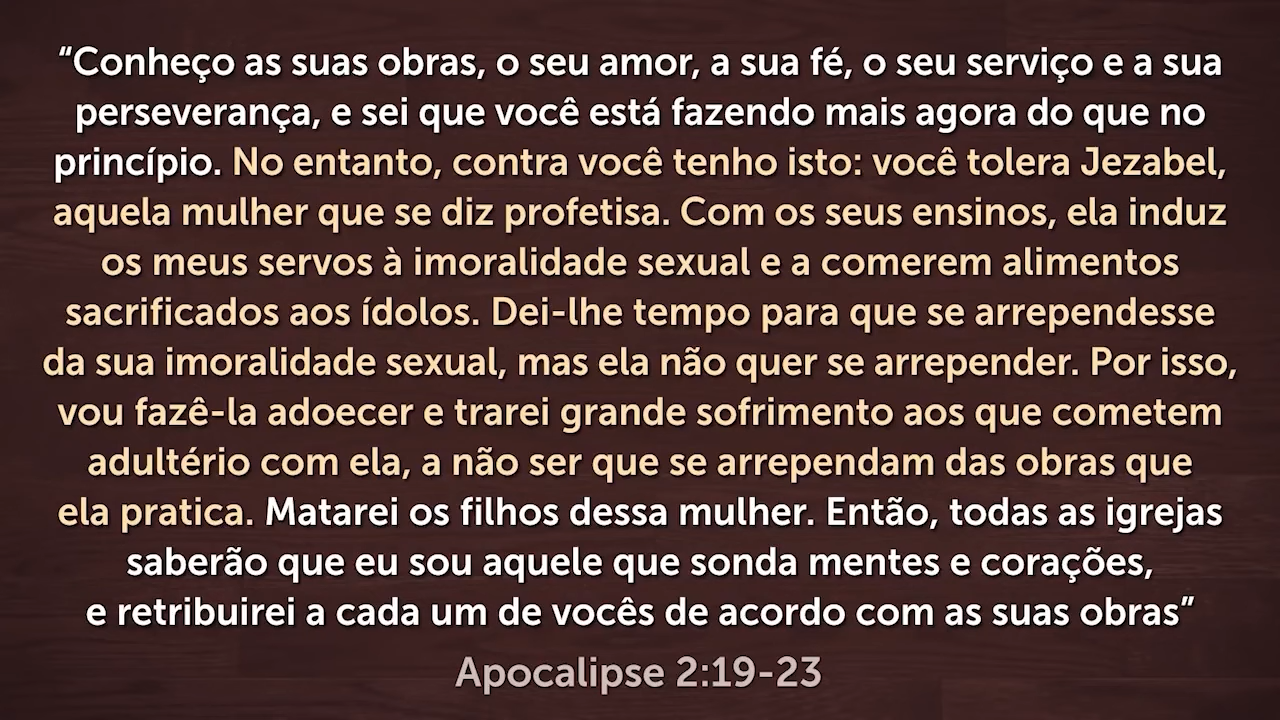 “Conheço as suas obras, o seu amor, a sua fé, o seu serviço e a sua
perseverança, e sei que você está fazendo mais agora do que no
princípio. No entanto, contra você tenho isto: você tolera Jezabel,
aquela mulher que se diz profetisa. Com os seus ensinos, ela induz
os meus servos à imoralidade sexual e a comerem alimentos
sacrificados aos ídolos. Dei-lhe tempo para que se arrependesse
da sua imoralidade sexual, mas ela não quer se arrepender. Por isso,
vou fazê-la adoecer e trarei grande sofrimento aos que cometem
adultério com ela, a não ser que se arrependam das obras que
ela pratica. Matarei os filhos dessa mulher. Então, todas as igrejas
saberão que eu sou aquele que sonda mentes e corações,
e retribuirei a cada um de vocês de acordo com as suas obras”
Apocalipse 2:19-23